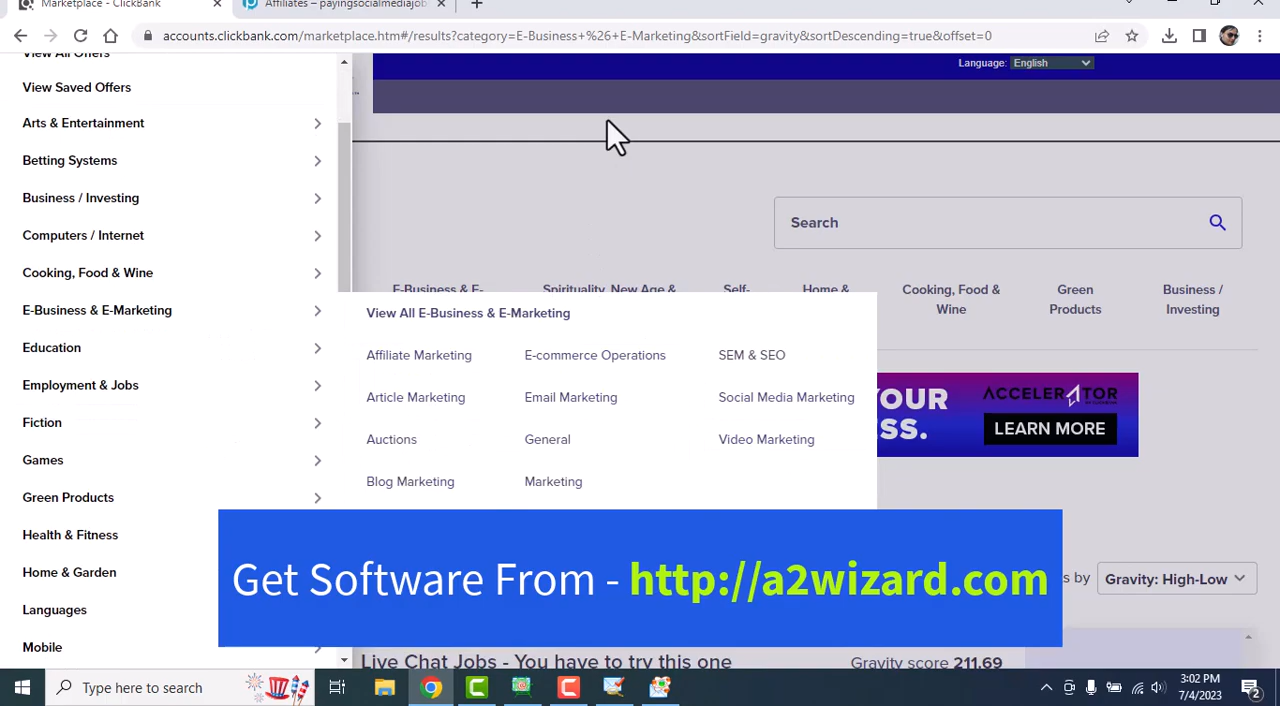 Marketplace - ClickBank
Affiliates – payingsocialmediajob
accounts.clickbank.com/marketplace.htm#/results?category=E-Business+%26+E-Marketing&sortField=gravity&sortDescending=true&offset=0
View All Offers
View Saved Offers
Arts & Entertainment
Betting Systems
Business / Investing
Computers / Internet
Cooking, Food & Wine
E-Business & E-Marketing
Education
Employment & Jobs
Fiction
Games
Green Products
Health & Fitness
Home & Garden
Languages
Mobile
Language: English
Search
E-Business & E-
Spirituality, New Age &
Self-
Home &
Cooking, Food &
Wine
Green
Products
Business /
Investing
View All E-Business & E-Marketing
Affiliate Marketing
E-commerce Operations
SEM & SEO
Article Marketing
Email Marketing
Social Media Marketing
Auctions
General
Video Marketing
Blog Marketing
Marketing
YOUR
ESS.
ACCELERATOR
LEARN MORE
Get Software From - http://a2wizard.com
s by
Gravity: High-Low
Live Chat Jobs - You have to try this one
Gravity score 211.69
Type here to search
3:02 PM
7/4/2023
2